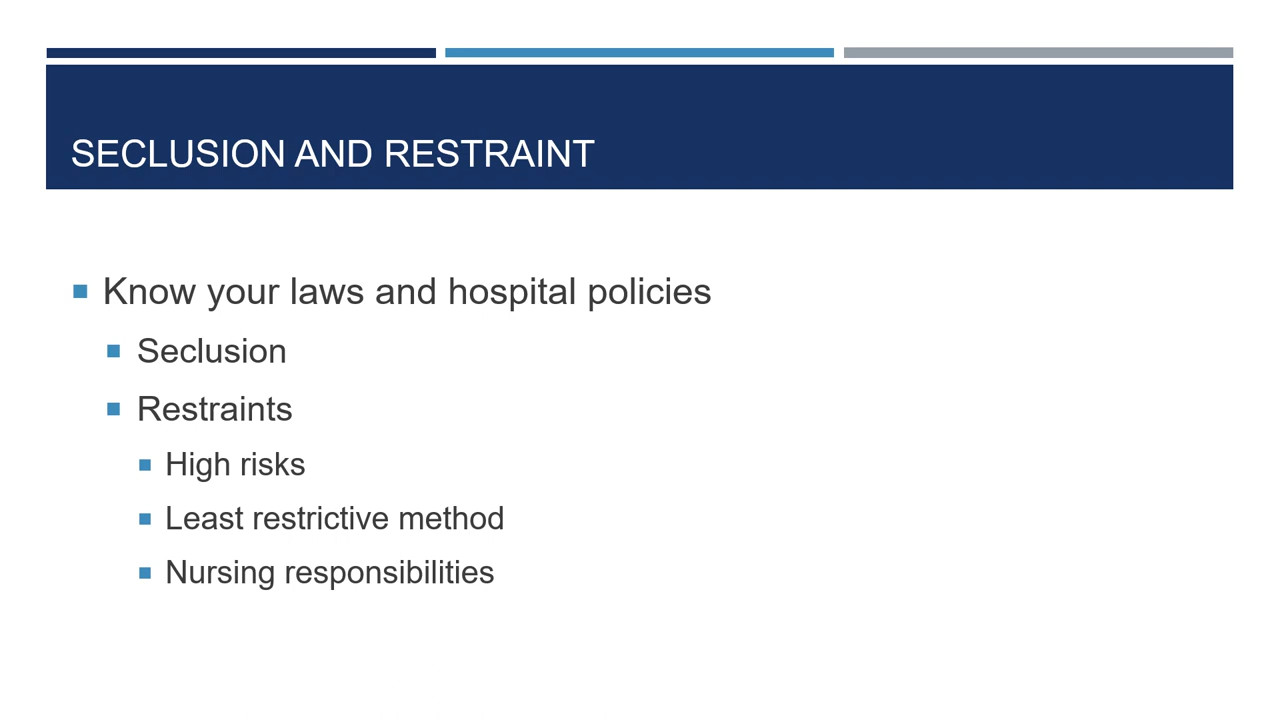 SECLUSION AND RESTRAINT
Know your laws and hospital policies
Seclusion
Restraints
High risks
Least restrictive method
Nursing responsibilities